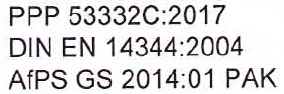 PPP 53332C:2017
DIN EN 14344:2004
AfPS GS 2014:01 PAK